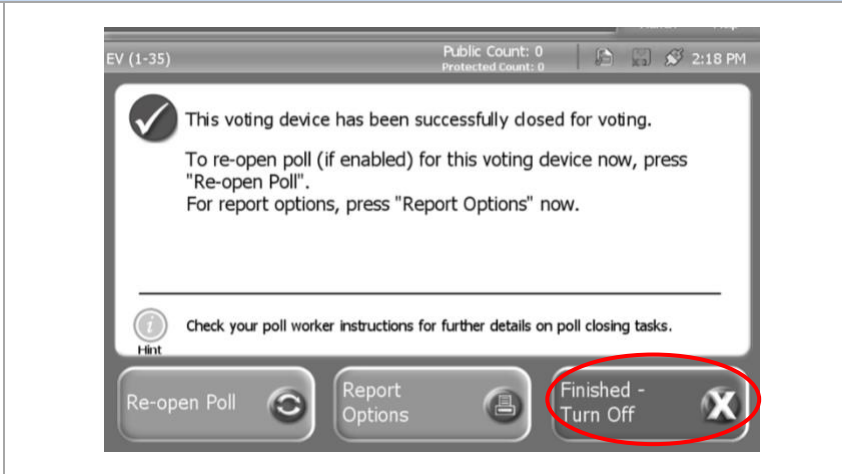 EV (1-35)
Public Count: 0
Protected Count: 0
2:18 PM
This voting device has been successfully closed for voting.
To re-open poll (if enabled) for this voting device now, press
"Re-open Poll".
For report options, press "Report Options" now.
Check your poll worker instructions for further details on poll closing tasks.
Hint
Re-open Poll
Report
Options
Finished -
Turn Off